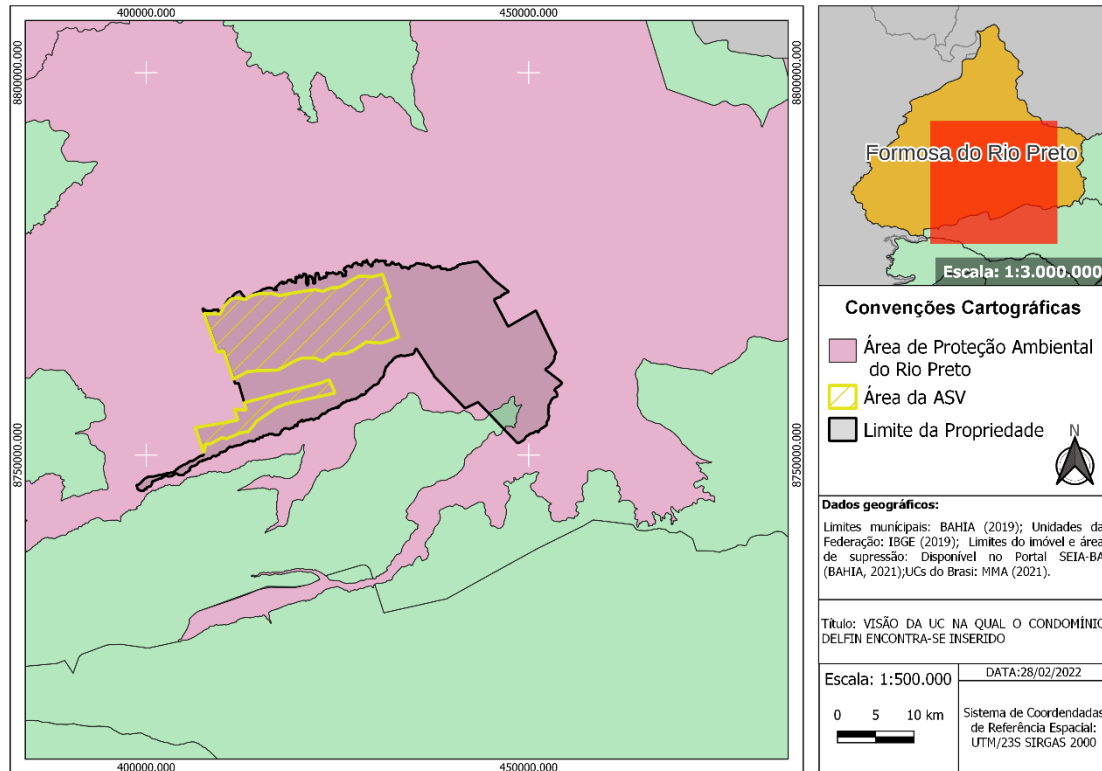 400000.000
450000.000
8800000.000
8800000.000
8750000.000
8750000.000
400000.000
450000.000
Formosa do Rio Preto
Escala: 1:3.000.000
Convenções Cartográficas
Área de Proteção Ambiental
do Rio Preto
Área da ASV
Limite da Propriedade
N
Dados geográficos:
Limites municipais: BAHIA (2019); Unidades da
Federação: IBGE (2019); Limites do imóvel e área
de supressão: Disponível no Portal SEIA-BA
(BAHIA, 2021);UCs do Brasi: MMA (2021).
Título: VISÃO DA UC NA QUAL O CONDOMÍNIO
DELFIN ENCONTRA-SE INSERIDO
Escala: 1:500.000
0 5 10 km
DATA:28/02/2022
Sistema de Coordendadas
de Referência Espacial:
UTM/23S SIRGAS 2000